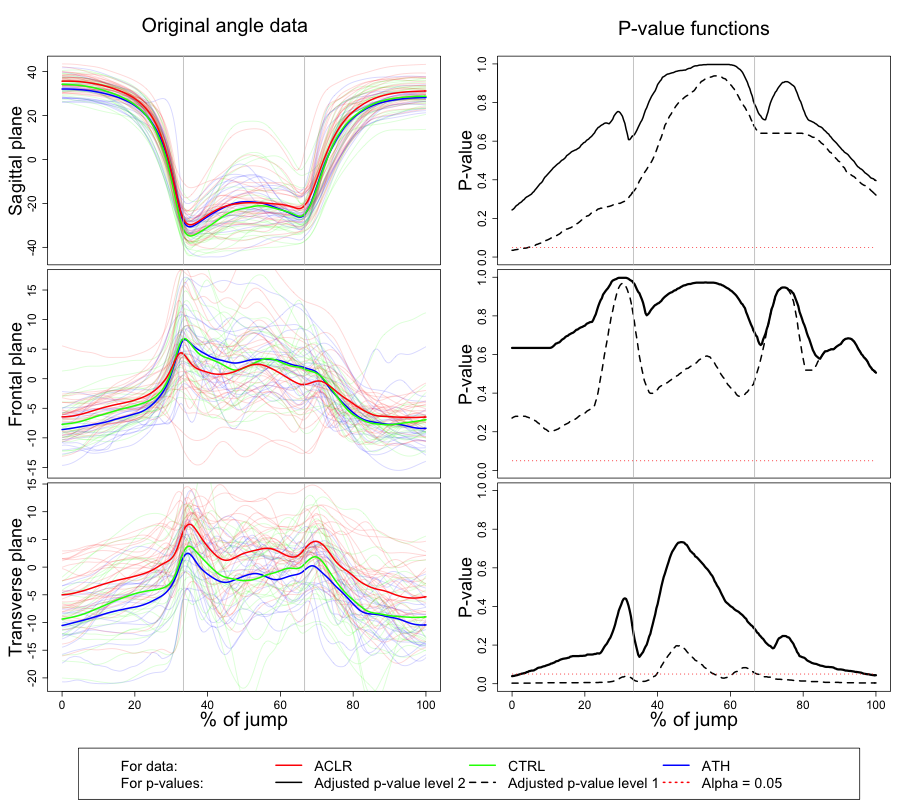 Original angle data
P-value functions
Sagittal plane
40
20
0
20
40
P-value
0.0
0.2
0.4
0.6
0.8
1.0
Frontal plane
15
10
5
0
-5
-10
-15
P-value
0.0
0.2
0.4
0.6
0.8
1.0
Transverse plane
15
10
5
0
-5
-10
-15
-20
P-value
0.0
0.2
0.4
0.6
0.8
1.0
0 20 40 60 80 100
% of jump
0 20 40 60 80 100
% of jump
For data: ACLR CTRL ATH
For p-values: Adjusted p-value level 2 Adjusted p-value level 1 Alpha = 0.05